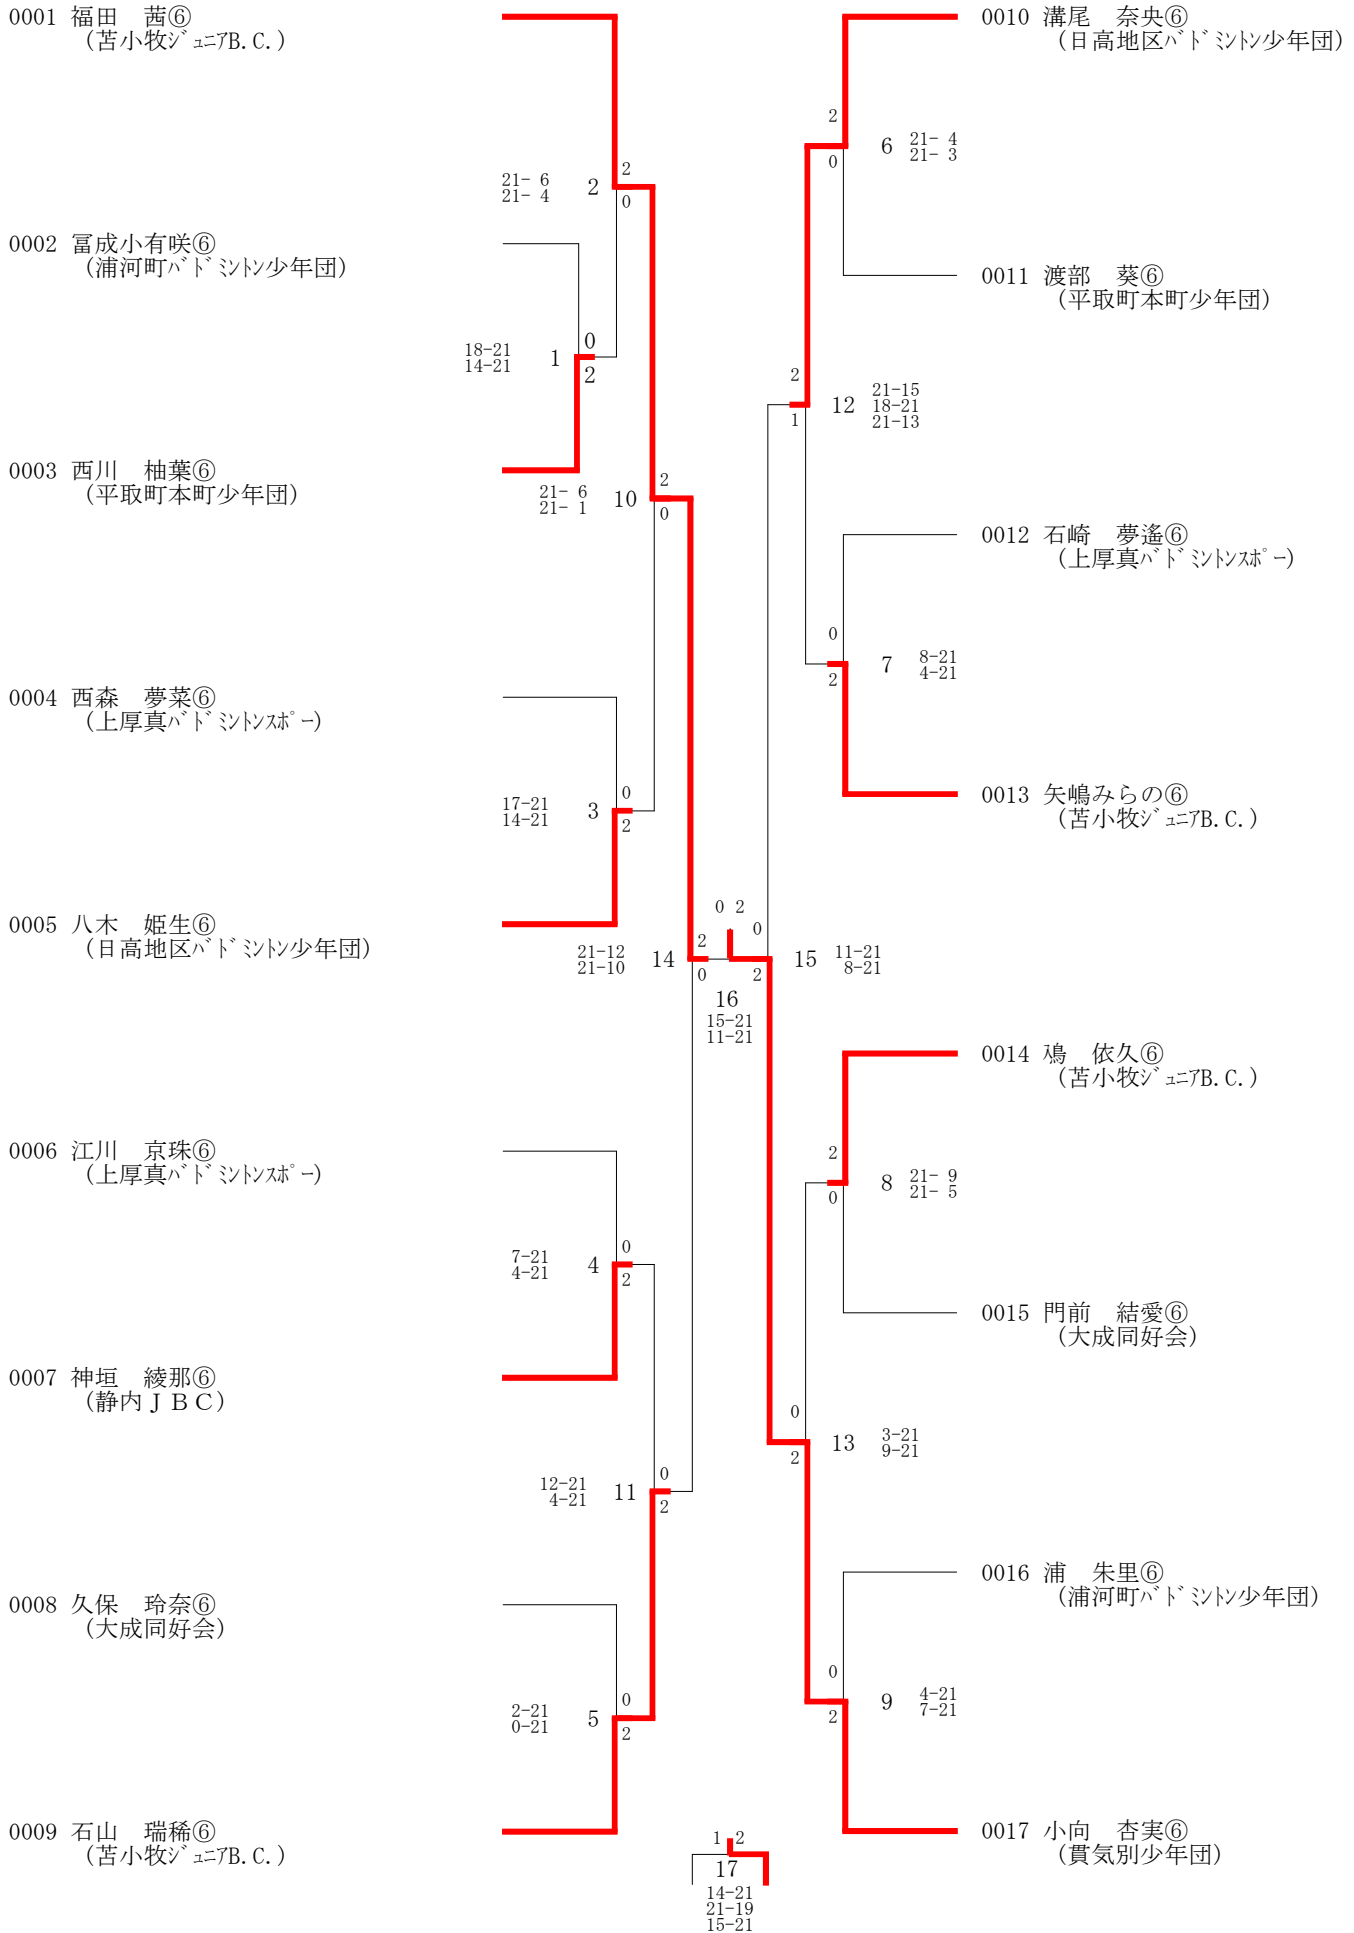 0001 福田　茜⑥
(苫小牧ジュニアB.C.)
21- 6
21- 4
2
2
0
0002 冨成小有咲⑥
(浦河町バドミントン少年団)
18-21
14-21
1
0
2
0003 西川　柚葉⑥
(平取町本町少年団)
21- 6
21- 1
10
2
0
0004 西森　夢菜⑥
(上厚真バドミントンスポー)
17-21
14-21
3
0
2
0005 八木　姫生⑥
(日高地区バドミントン少年団)
21-12
21-10
14
2
0
0006 江川　京珠⑥
(上厚真バドミントンスポー)
7-21
4-21
4
0
2
0007 神垣　綾那⑥
(静内ＪＢＣ)
12-21
4-21
11
0
2
0008 久保　玲奈⑥
(大成同好会)
2-21
0-21
5
0
2
0009 石山　瑞稀⑥
(苫小牧ジュニアB.C.)
0 2
16
15-21
11-21
1 2
17
14-21
21-19
15-21
0010 溝尾　奈央⑥
(日高地区バドミントン少年団)
2
0
6
21- 4
21- 3
0011 渡部　葵⑥
(平取町本町少年団)
2
1
12
21-15
18-21
21-13
0012 石崎　夢遙⑥
(上厚真バドミントンスポー)
0
2
7
8-21
4-21
0013 矢嶋みらの⑥
(苫小牧ジュニアB.C.)
0
2
15
11-21
8-21
0014 　依久⑥
(苫小牧ジュニアB.C.)
2
0
8
21- 9
21- 5
0015 門前　結愛⑥
(大成同好会)
0
2
13
3-21
9-21
0016 浦　朱里⑥
(浦河町バドミントン少年団)
0
2
9
4-21
7-21
0017 小向　杏実⑥
(貫気別少年団)